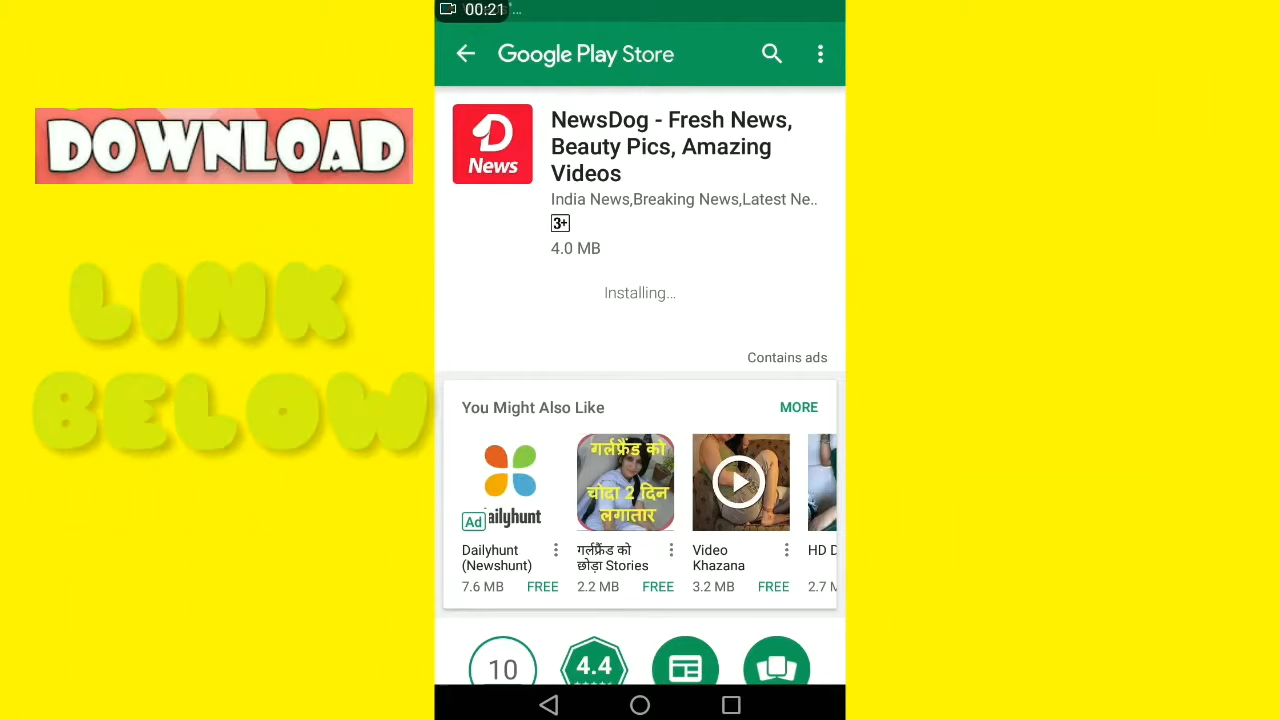 00:21
Google Play Store
DOWNLOAD
LINK
BELOW
News
NewsDog - Fresh News,
Beauty Pics, Amazing
Videos
India News,Breaking News,Latest Ne..
3+
4.0 MB
Installing...
Contains ads
You Might Also Like
MORE
Ad
ailyhunt
गर्लफ्रैंड को
चोदा 2 दिन
लगातार
Dailyhunt
(Newshunt)
7.6 MB FREE
गर्लफ्रैंड को
छोड़ा Stories
2.2 MB FREE
Video
Khazana
3.2 MB FREE
HD D
2.7 M
10
4.4